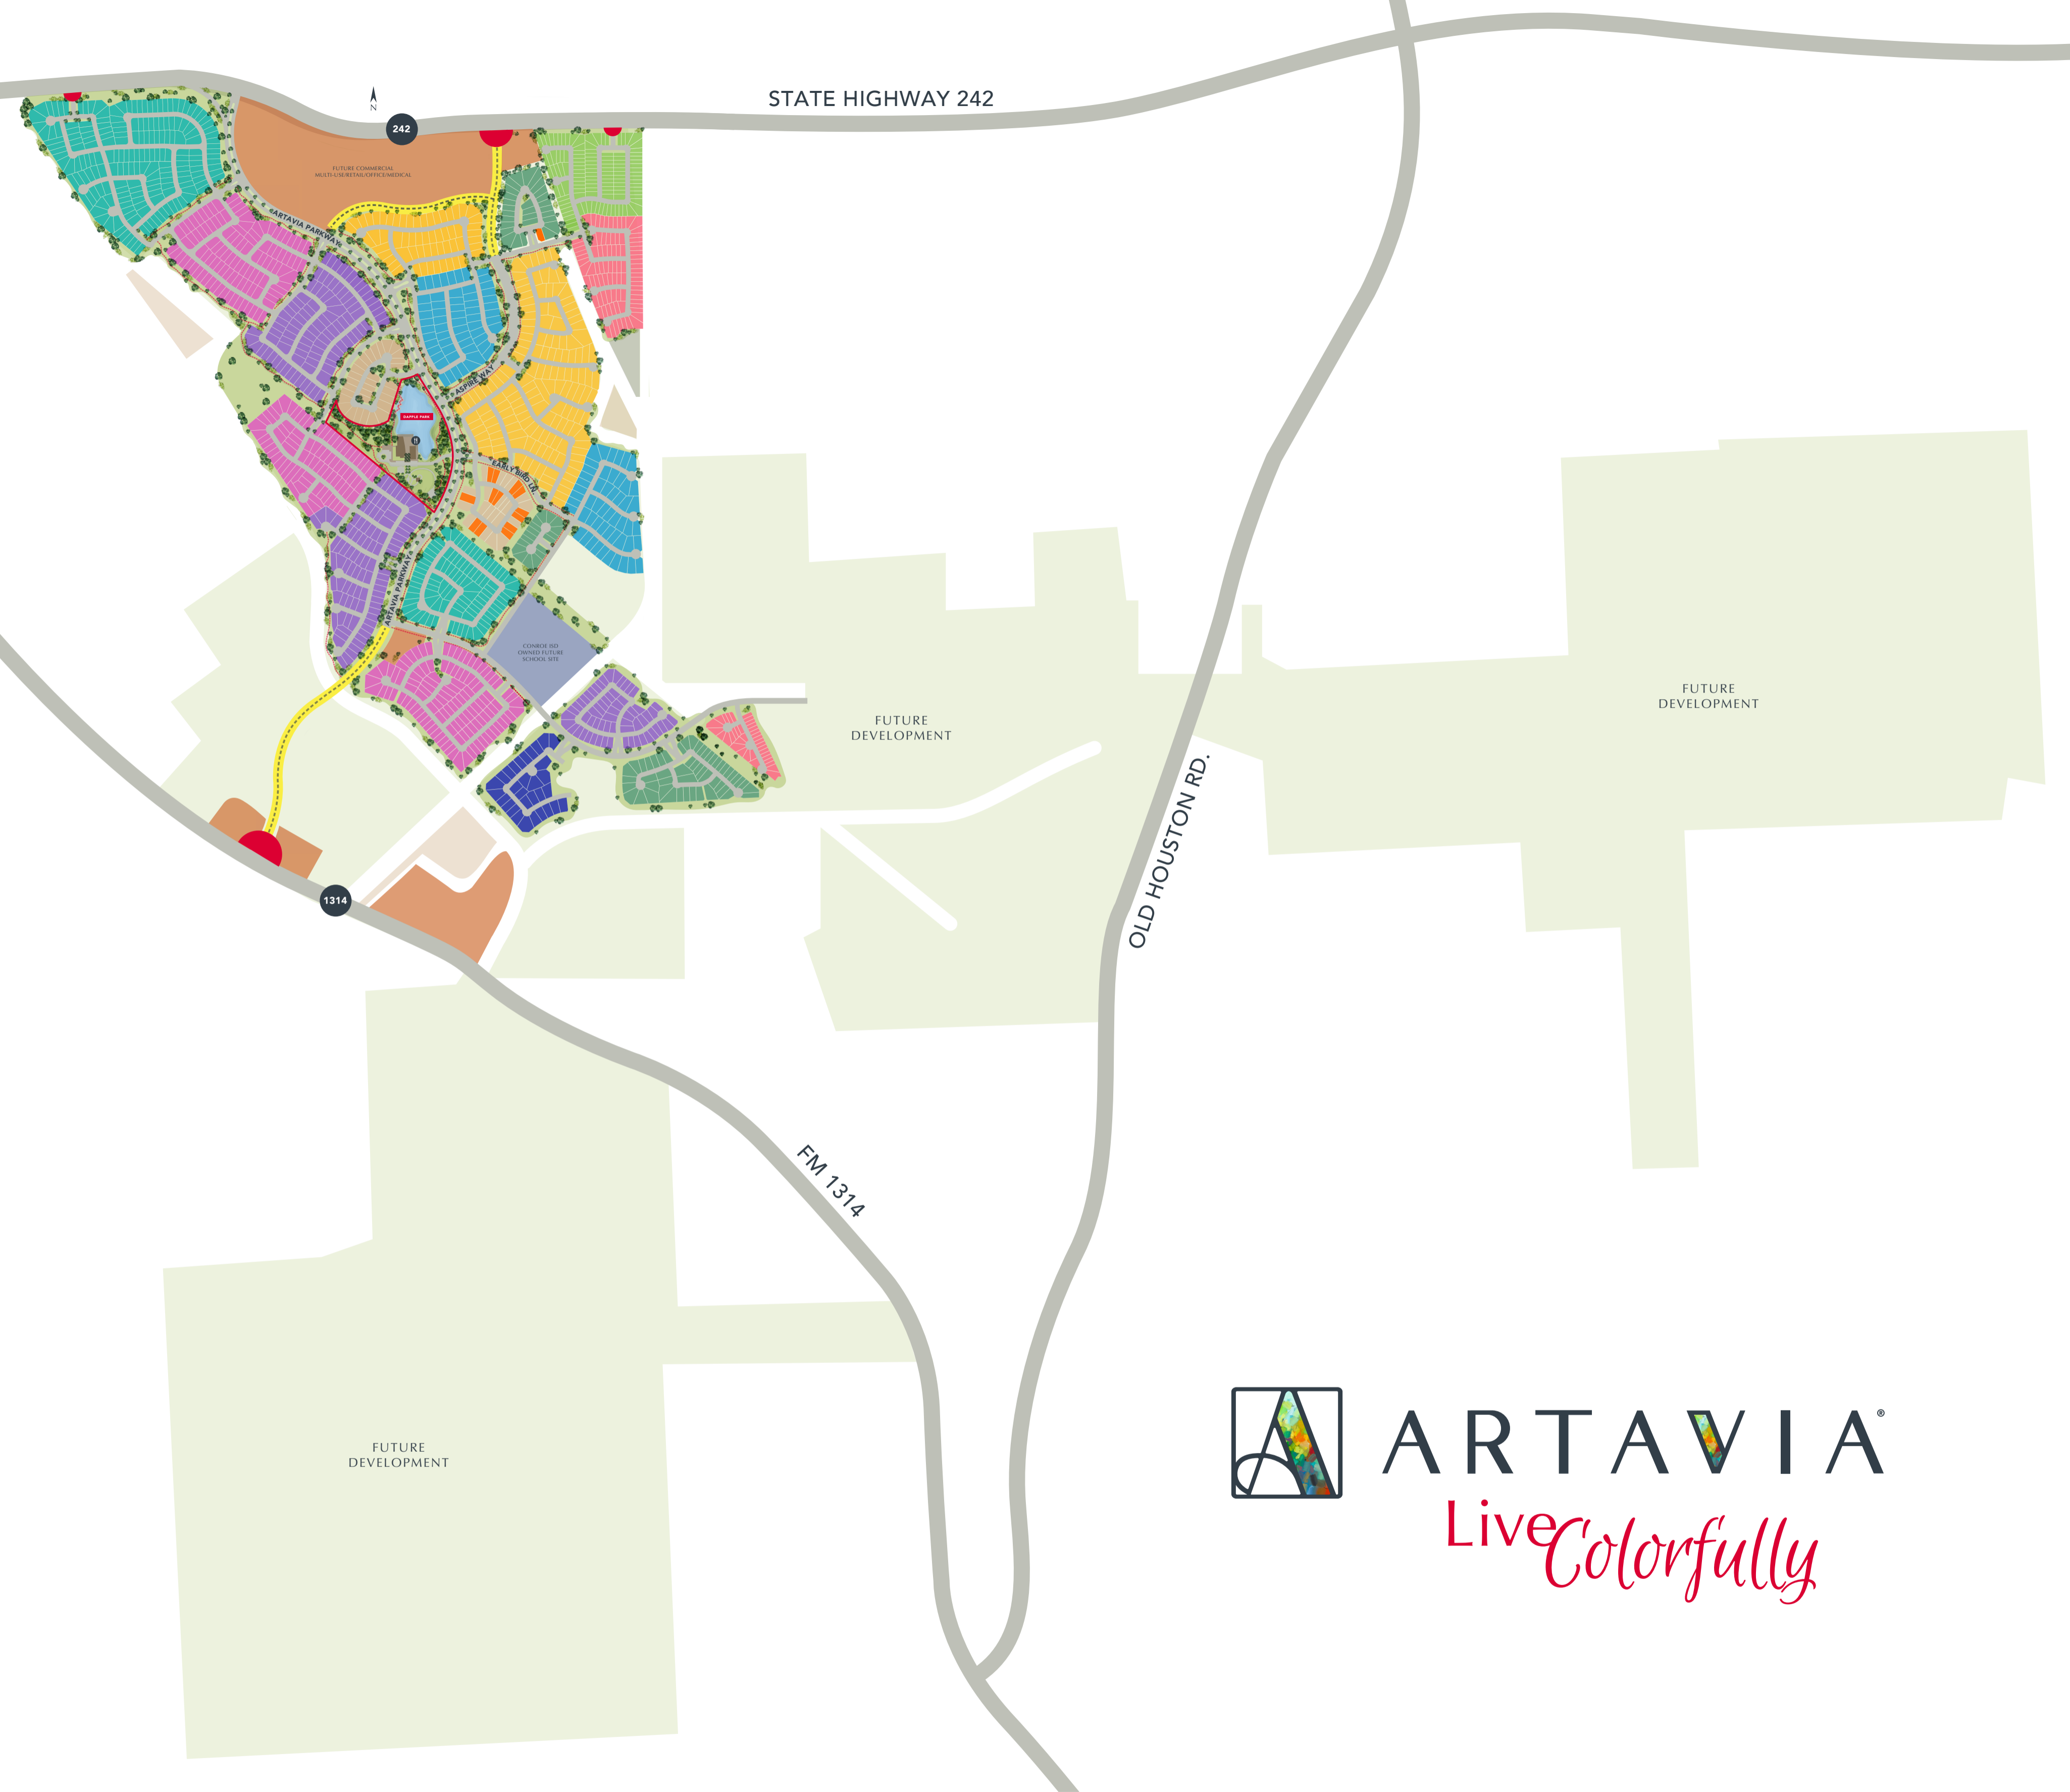 STATE HIGHWAY 242
N
242
FUTURE COMMERCIAL
MULTI-USE/RETAIL/OFFICE/MEDICAL
ARTAVIA PARKWAY
ASPIRE WAY
DAPPLE PARK
EARLY BIRD LN
ARTAVIA PARKWAY
CONROE ISD
OWNED FUTURE
SCHOOL SITE
FUTURE
DEVELOPMENT
FUTURE
DEVELOPMENT
OLD HOUSTON RD.
1314
FM 1314
FUTURE
DEVELOPMENT
ARTAVIA®
Live Colorfully